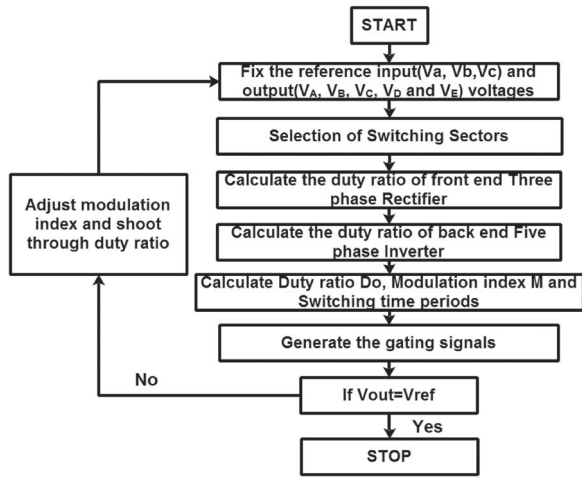 START
Fix the reference input(Va, Vb,Vc) and
output(VA, VB, VC, VD and VE) voltages
Selection of Switching Sectors
Calculate the duty ratio of front end Three
phase Rectifier
Calculate the duty ratio of back end Five
phase Inverter
Calculate Duty ratio Do, Modulation index M and
Switching time periods
Generate the gating signals
If Vout=Vref
Yes
STOP
No
Adjust modulation
index and shoot
through duty ratio